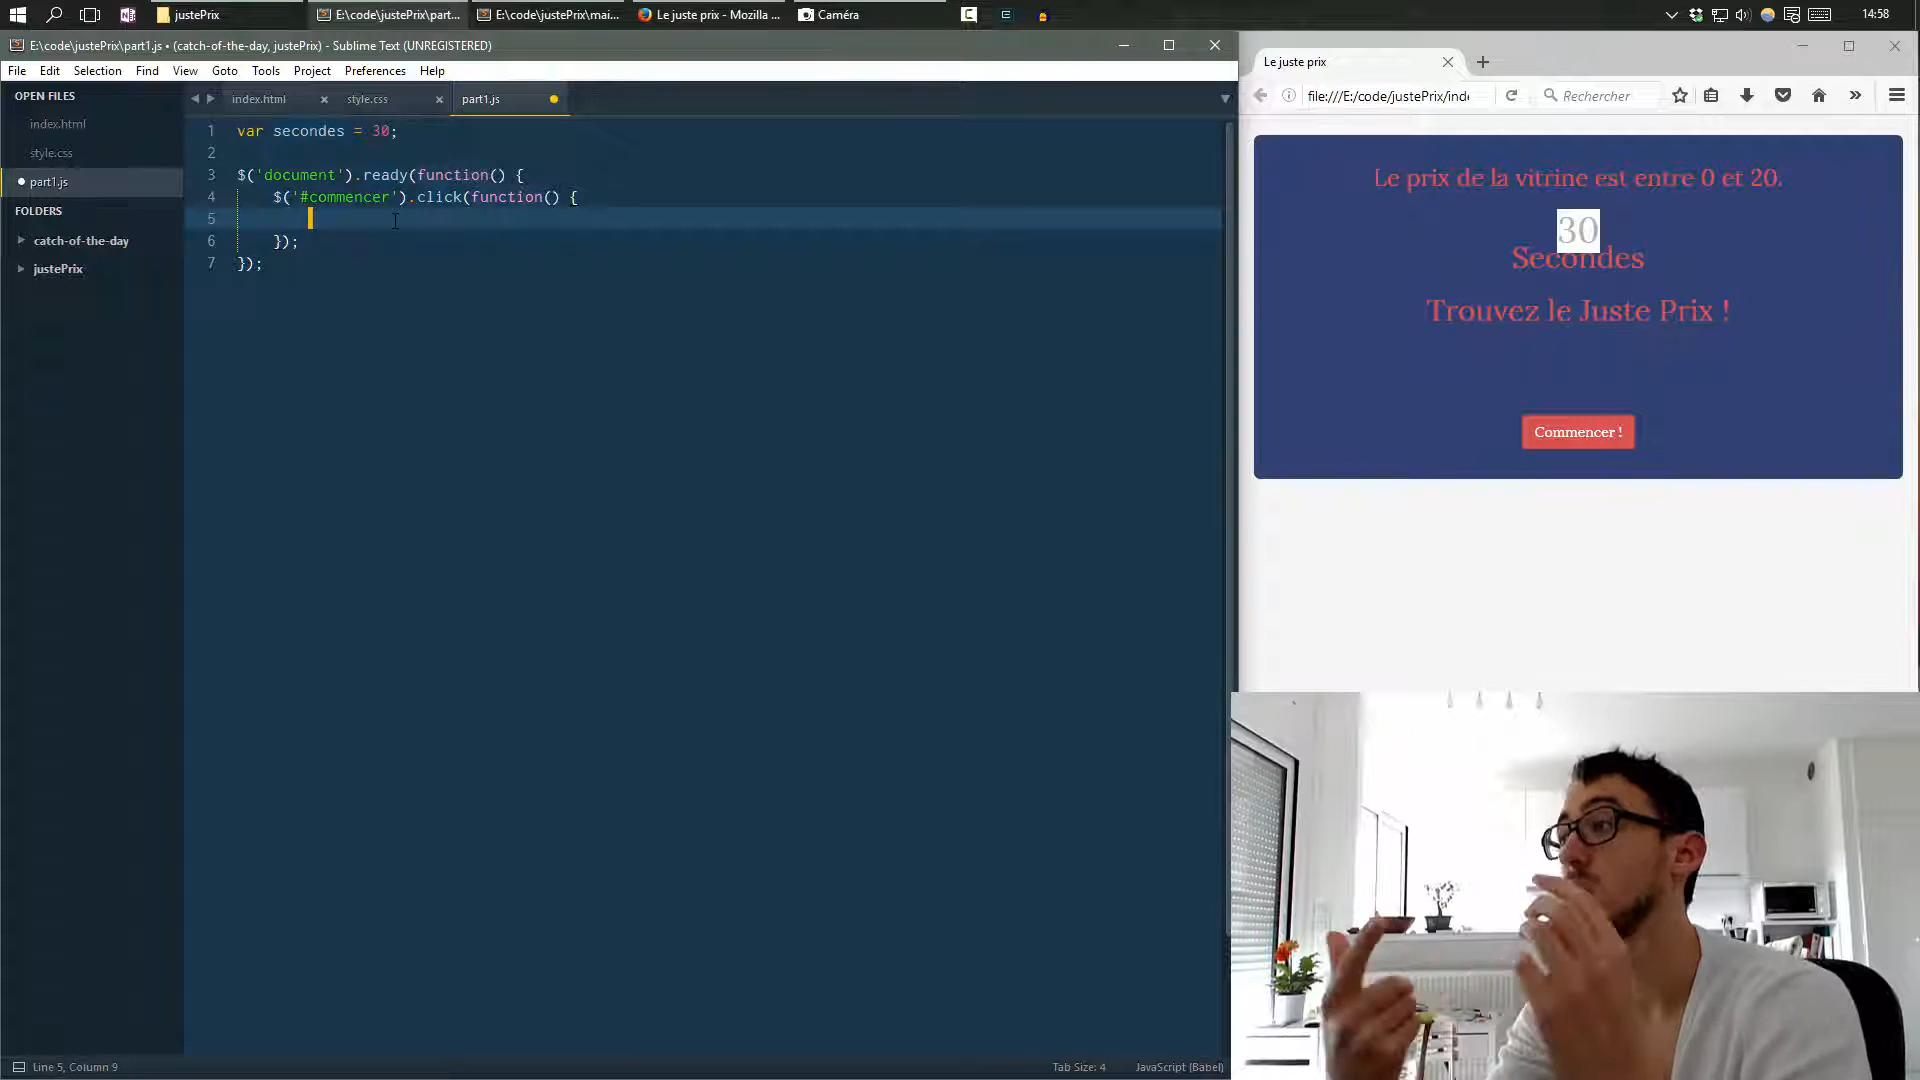 justePrix
E:\code\justePrix\part...
E:\code\justePrix\mai...
Le juste prix - Mozilla ...
Caméra
14:58
E:\code\justePrix\part1.js • (catch-of-the-day, justePrix) - Sublime Text (UNREGISTERED)
File Edit Selection Find View Goto Tools Project Preferences Help
OPEN FILES
index.html
style.css
part1.js
FOLDERS
catch-of-the-day
justePrix
index.html
style.css
part1.js
1 var secondes = 30;
2
3 $('document').ready(function() {
4 $('#commencer').click(function() {
5
6 });
7 });
Line 5, Column 9
Tab Size: 4
JavaScript (Babel)
Le juste prix
file:///E:/code/justePrix/inde
Rechercher
Le prix de la vitrine est entre 0 et 20.
30
Secondes
Trouvez le Juste Prix !
Commencer !